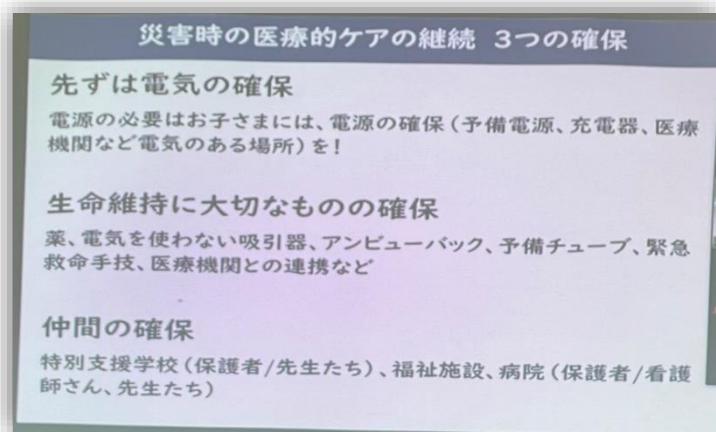 災害時の医療的ケアの継続 3つの確保
先ずは電気の確保
電源の必要はお子さまには、電源の確保(予備電源、充電器、医療
機関など電気のある場所)を!
生命維持に大切なものの確保
薬、電気を使わない吸引器、アンビューバック、予備チューブ、緊急
救命手技、医療機関との連携など
仲間の確保
特別支援学校(保護者/先生たち)、福祉施設、病院(保護者/看護
師さん、先生たち)